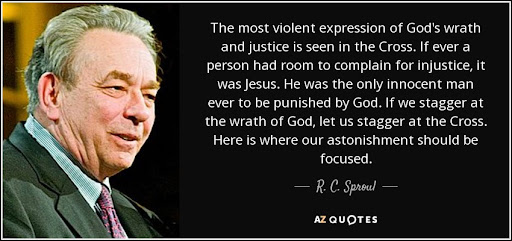 The most violent expression of God's wrath
and justice is seen in the Cross. If ever a
person had room to complain for injustice, it
was Jesus. He was the only innocent man
ever to be punished by God. If we stagger at
the wrath of God, let us stagger at the Cross.
Here is where our astonishment should be
focused.
— R. C. Sproul —
AZ QUOTES